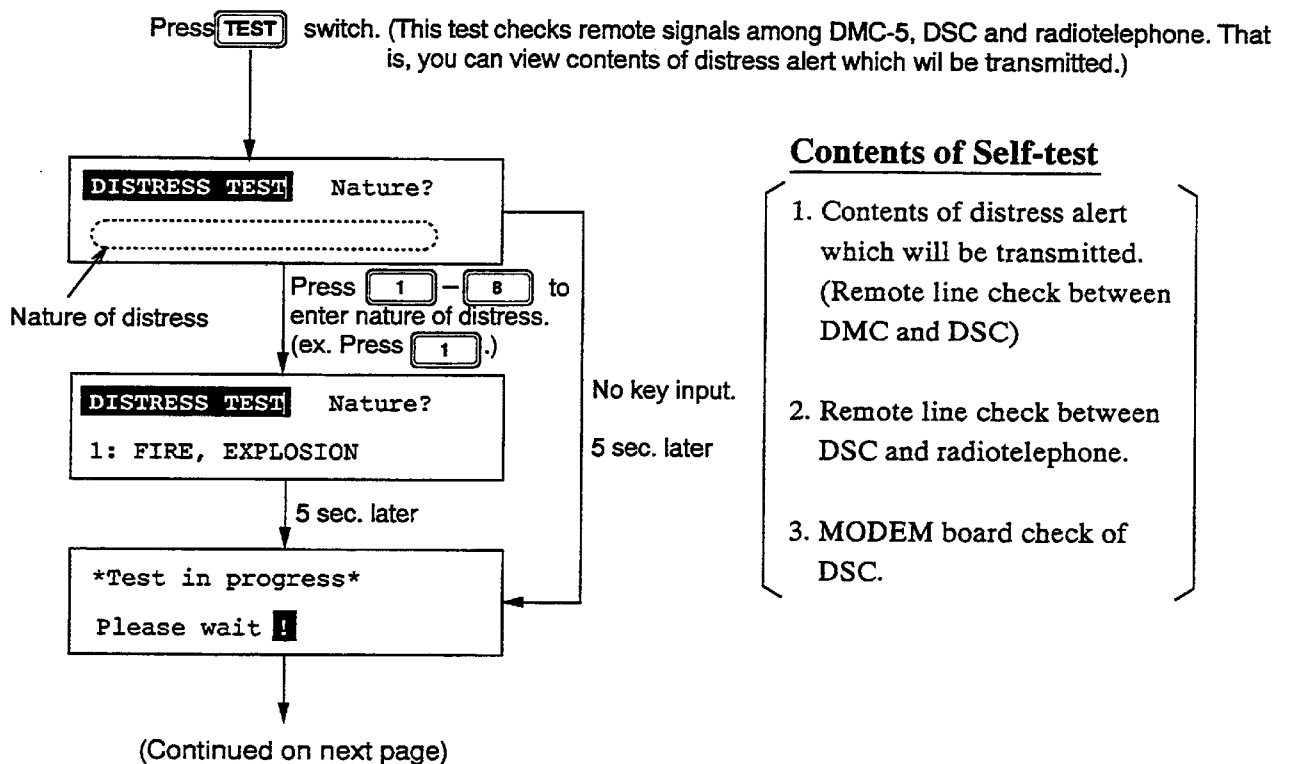 Press TEST switch. (This test checks remote signals among DMC-5, DSC and radiotelephone. That
is, you can view contents of distress alert which wil be transmitted.)
DISTRESS TEST Nature?
Nature of distress
Press 1 – 8 to
enter nature of distress.
(ex. Press 1 .)
DISTRESS TEST Nature?
1: FIRE, EXPLOSION
No key input.
5 sec. later
5 sec. later
*Test in progress*
Please wait !
(Continued on next page)
Contents of Self-test
1. Contents of distress alert
which will be transmitted.
(Remote line check between
DMC and DSC)
2. Remote line check between
DSC and radiotelephone.
3. MODEM board check of
DSC.